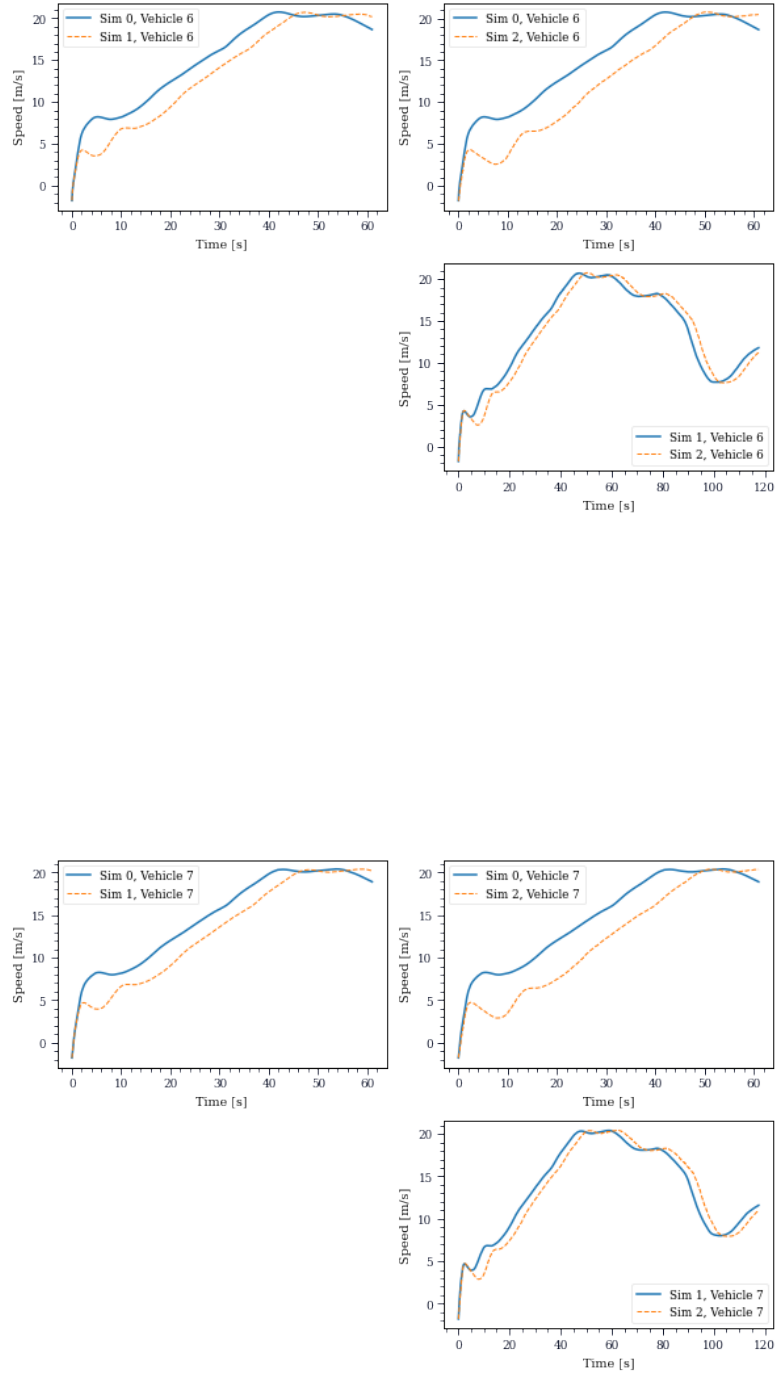 Speed [m/s]
20
15
10
5
0
Sim 0, Vehicle 6
Sim 1, Vehicle 6
0 10 20 30 40 50 60
Time [s]
Speed [m/s]
20
15
10
5
0
Sim 0, Vehicle 6
Sim 2, Vehicle 6
0 10 20 30 40 50 60
Time [s]
Speed [m/s]
20
15
10
5
0
Sim 1, Vehicle 6
Sim 2, Vehicle 6
0 20 40 60 80 100 120
Time [s]
Speed [m/s]
20
15
10
5
0
Sim 0, Vehicle 7
Sim 1, Vehicle 7
0 10 20 30 40 50 60
Time [s]
Speed [m/s]
20
15
10
5
0
Sim 0, Vehicle 7
Sim 2, Vehicle 7
0 10 20 30 40 50 60
Time [s]
Speed [m/s]
20
15
10
5
0
Sim 1, Vehicle 7
Sim 2, Vehicle 7
0 20 40 60 80 100 120
Time [s]